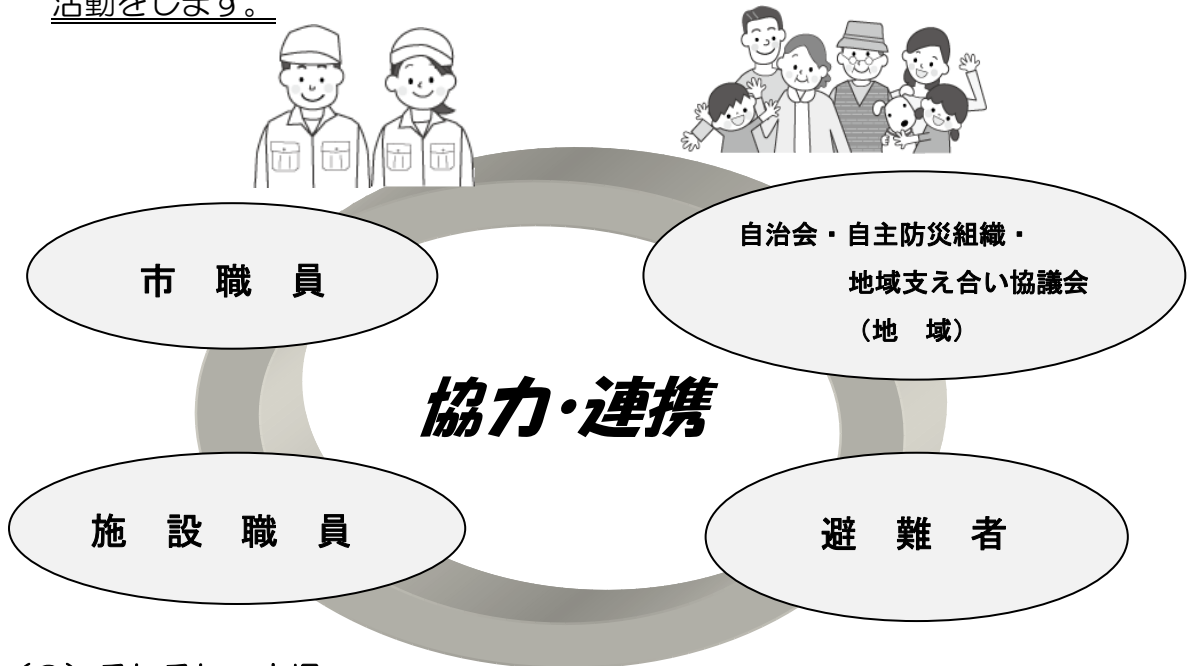 活動をします。
市　職　員
自治会・自主防災組織・
地域支え合い協議会
（地　域）
協力・連携
施　設　職　員
避　難　者